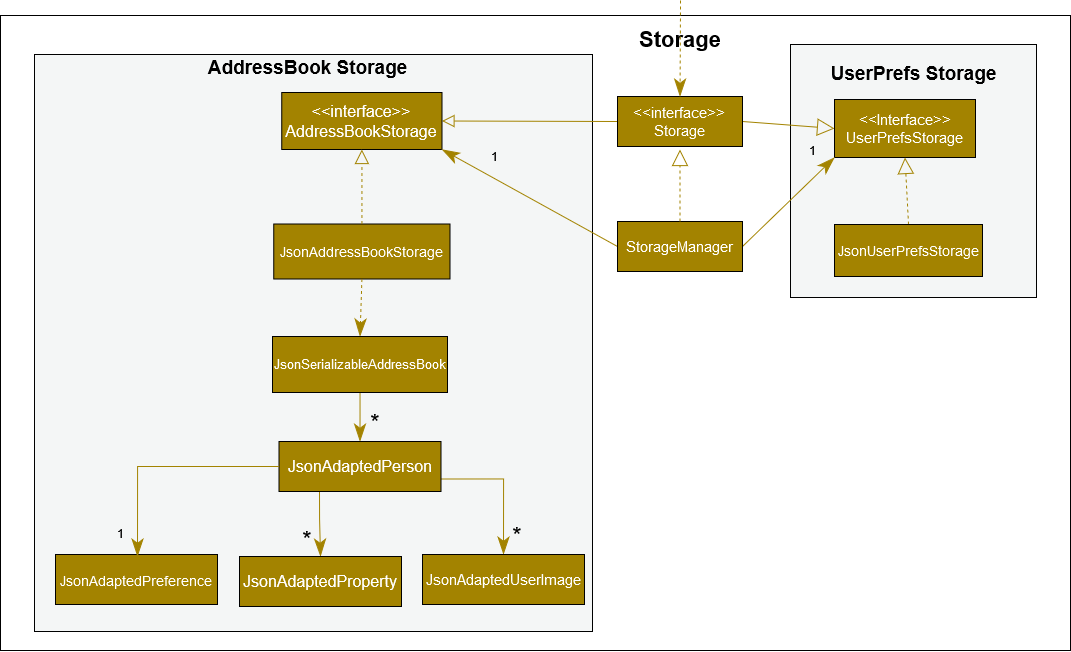 Storage
AddressBook Storage
UserPrefs Storage
<<interface>>
AddressBookStorage
<<interface>>
Storage
<<Interface>>
UserPrefsStorage
1
1
JsonAddressBookStorage
StorageManager
JsonUserPrefsStorage
JsonSerializableAddressBook
*
JsonAdaptedPerson
1
*
*
JsonAdaptedPreference
JsonAdaptedProperty
JsonAdaptedUserImage